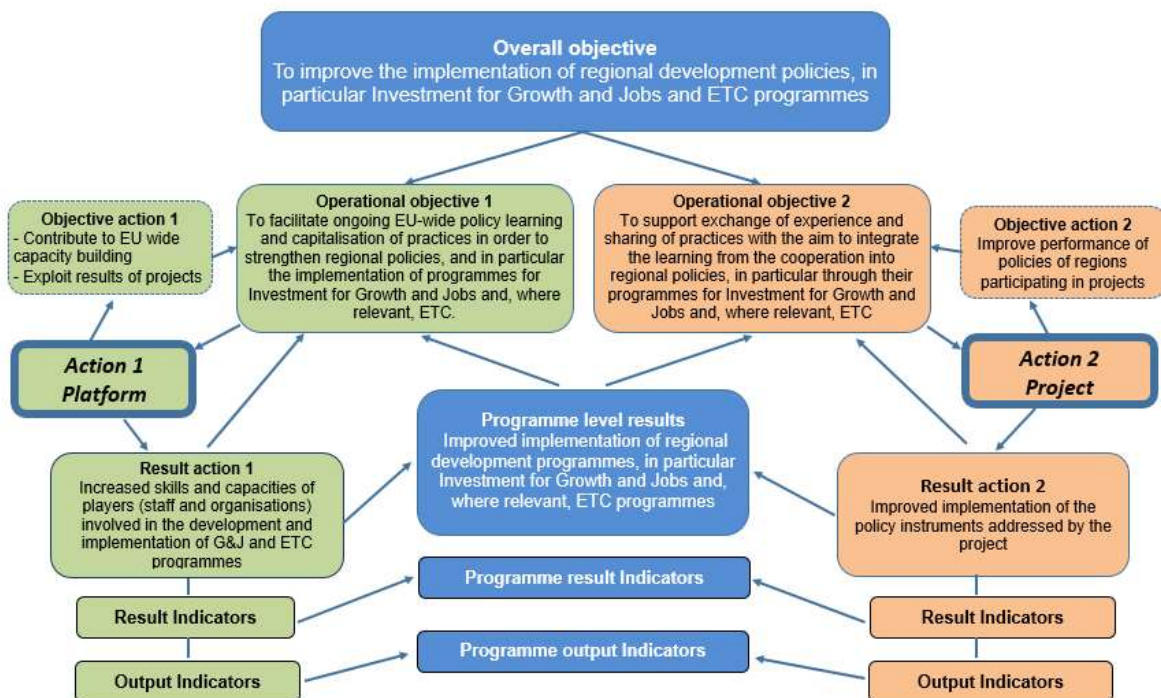 Overall objective
To improve the implementation of regional development policies, in
particular Investment for Growth and Jobs and ETC programmes
Operational objective 1
To facilitate ongoing EU-wide policy learning
and capitalisation of practices in order to
strengthen regional policies, and in particular
the implementation of programmes for
Investment for Growth and Jobs and, where
relevant, ETC.
Operational objective 2
To support exchange of experience and
sharing of practices with the aim to integrate
the learning from the cooperation into
regional policies, in particular through their
programmes for Investment for Growth and
Jobs and, where relevant, ETC
Objective action 1
- Contribute to EU wide
capacity building
- Exploit results of projects
Objective action 2
Improve performance of
policies of regions
participating in projects
Action 1
Platform
Action 2
Project
Programme level results
Improved implementation of regional
development programmes, in particular
Investment for Growth and Jobs and,
where relevant, ETC programmes
Result action 1
Increased skills and capacities of
players (staff and organisations)
involved in the development and
implementation of G&J and ETC
programmes
Result action 2
Improved implementation of the
policy instruments addressed by the
project
Programme result Indicators
Result Indicators
Result Indicators
Programme output Indicators
Output Indicators
Output Indicators